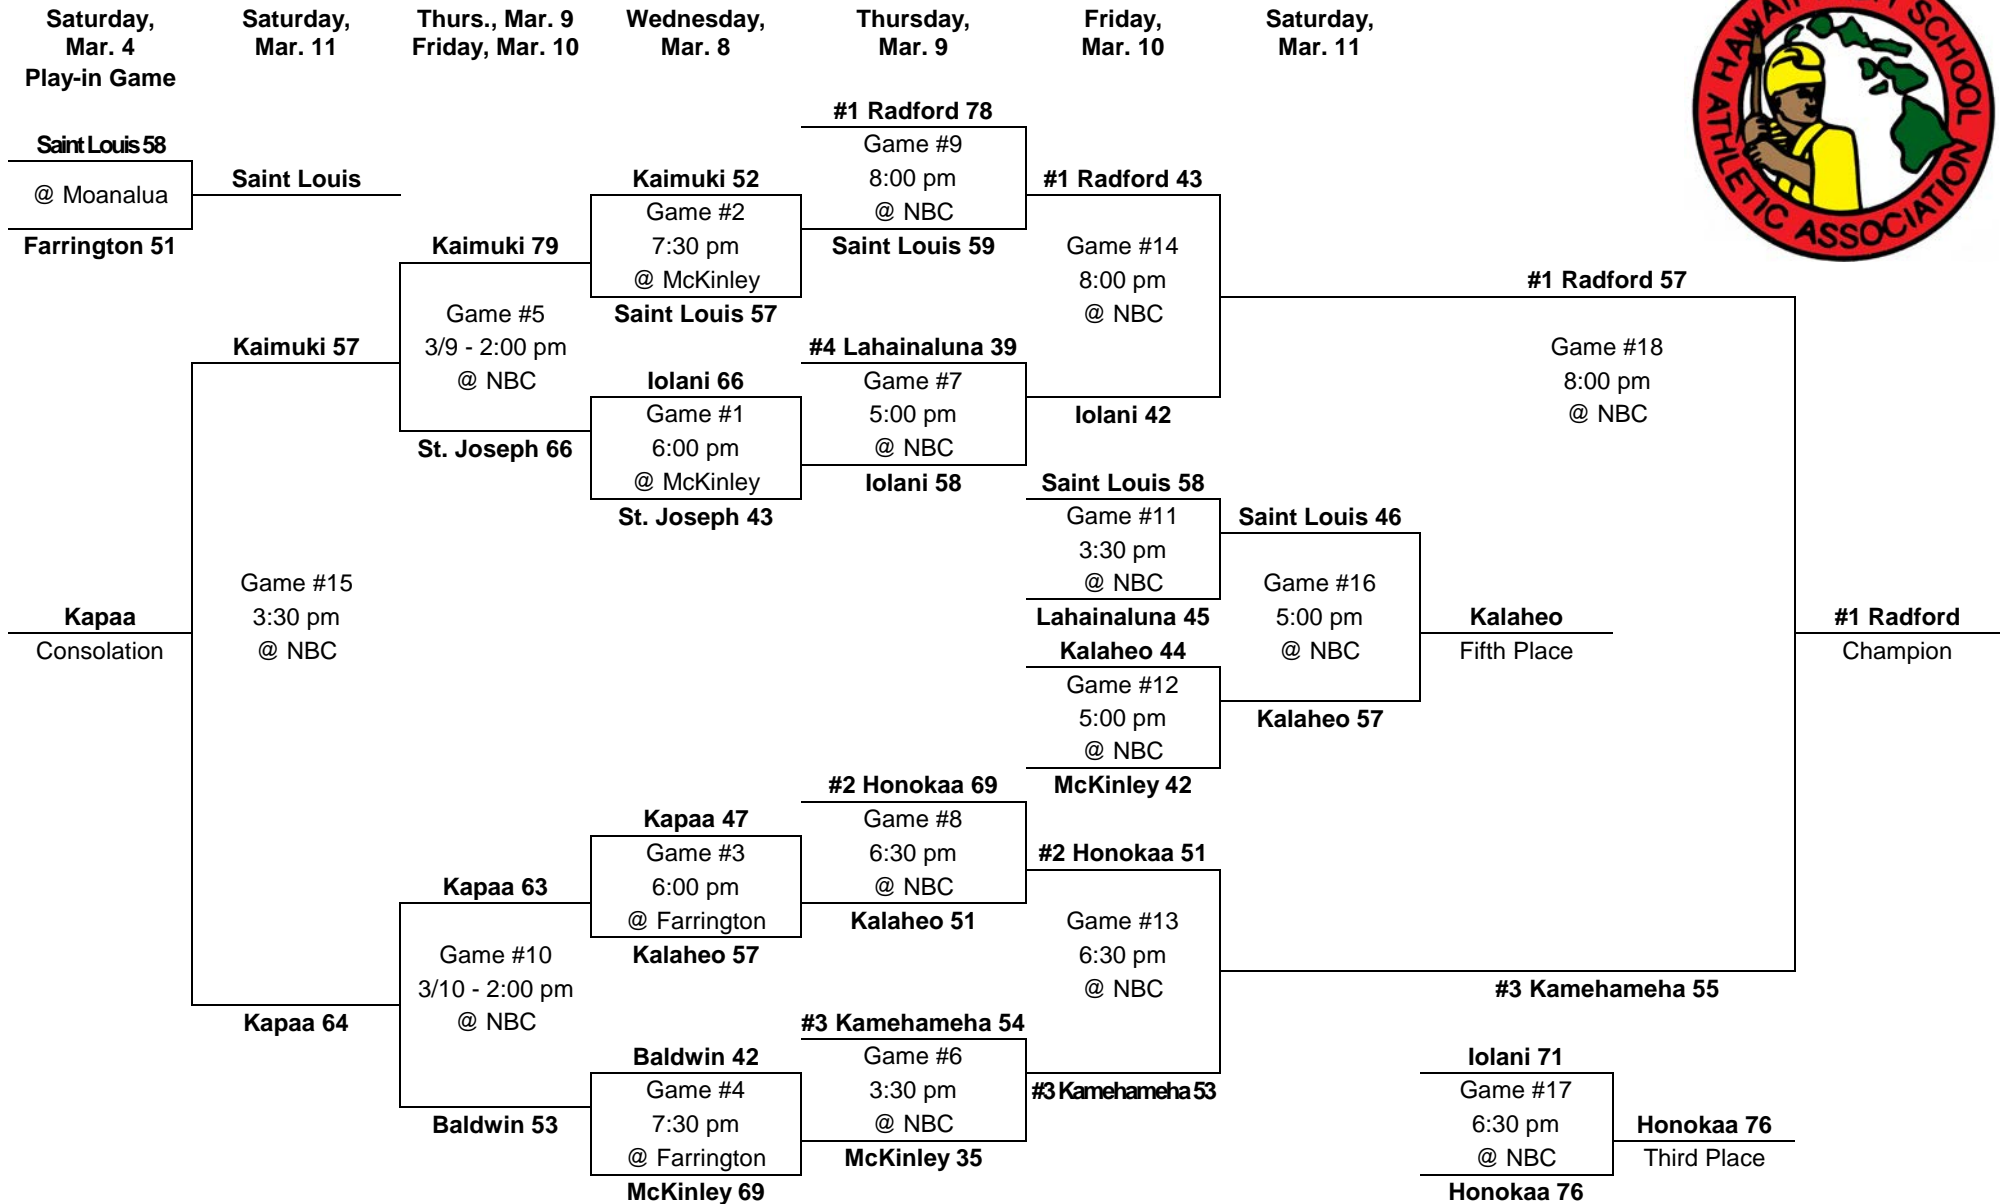 Saturday,
Mar. 4
Play-in Game
Saturday,
Mar. 11
Thurs., Mar. 9
Friday, Mar. 10
Wednesday,
Mar. 8
Thursday,
Mar. 9
Friday,
Mar. 10
Saturday,
Mar. 11
HAWAII HIGH SCHOOL
ATHLETIC ASSOCIATION
Saint Louis 58
@ Moanalua
Farrington 51
Saint Louis
Kaimuki 57
Game #15
3:30 pm
@ NBC
Kapaa
Consolation
Kapaa 64
Kaimuki 79
Game #5
3/9 - 2:00 pm
@ NBC
St. Joseph 66
Kapaa 63
Game #10
3/10 - 2:00 pm
@ NBC
Baldwin 53
Kaimuki 52
Game #2
7:30 pm
@ McKinley
Saint Louis 57
Iolani 66
Game #1
6:00 pm
@ McKinley
St. Joseph 43
Kapaa 47
Game #3
6:00 pm
@ Farrington
Kalaheo 57
Baldwin 42
Game #4
7:30 pm
@ Farrington
McKinley 69
#1 Radford 78
Game #9
8:00 pm
@ NBC
Saint Louis 59
#4 Lahainaluna 39
Game #7
5:00 pm
@ NBC
Iolani 58
#2 Honokaa 69
Game #8
6:30 pm
@ NBC
Kalaheo 51
#3 Kamehameha 54
Game #6
3:30 pm
@ NBC
McKinley 35
#1 Radford 43
Game #14
8:00 pm
@ NBC
Iolani 42
Saint Louis 58
Game #11
3:30 pm
@ NBC
Lahainaluna 45
Kalaheo 44
Game #12
5:00 pm
@ NBC
McKinley 42
#2 Honokaa 51
Game #13
6:30 pm
@ NBC
#3 Kamehameha 53
Saint Louis 46
Game #16
5:00 pm
@ NBC
Kalaheo 57
Kalaheo
Fifth Place
#1 Radford 57
Game #18
8:00 pm
@ NBC
#3 Kamehameha 55
#1 Radford
Champion
Iolani 71
Game #17
6:30 pm
@ NBC
Honokaa 76
Honokaa 76
Third Place